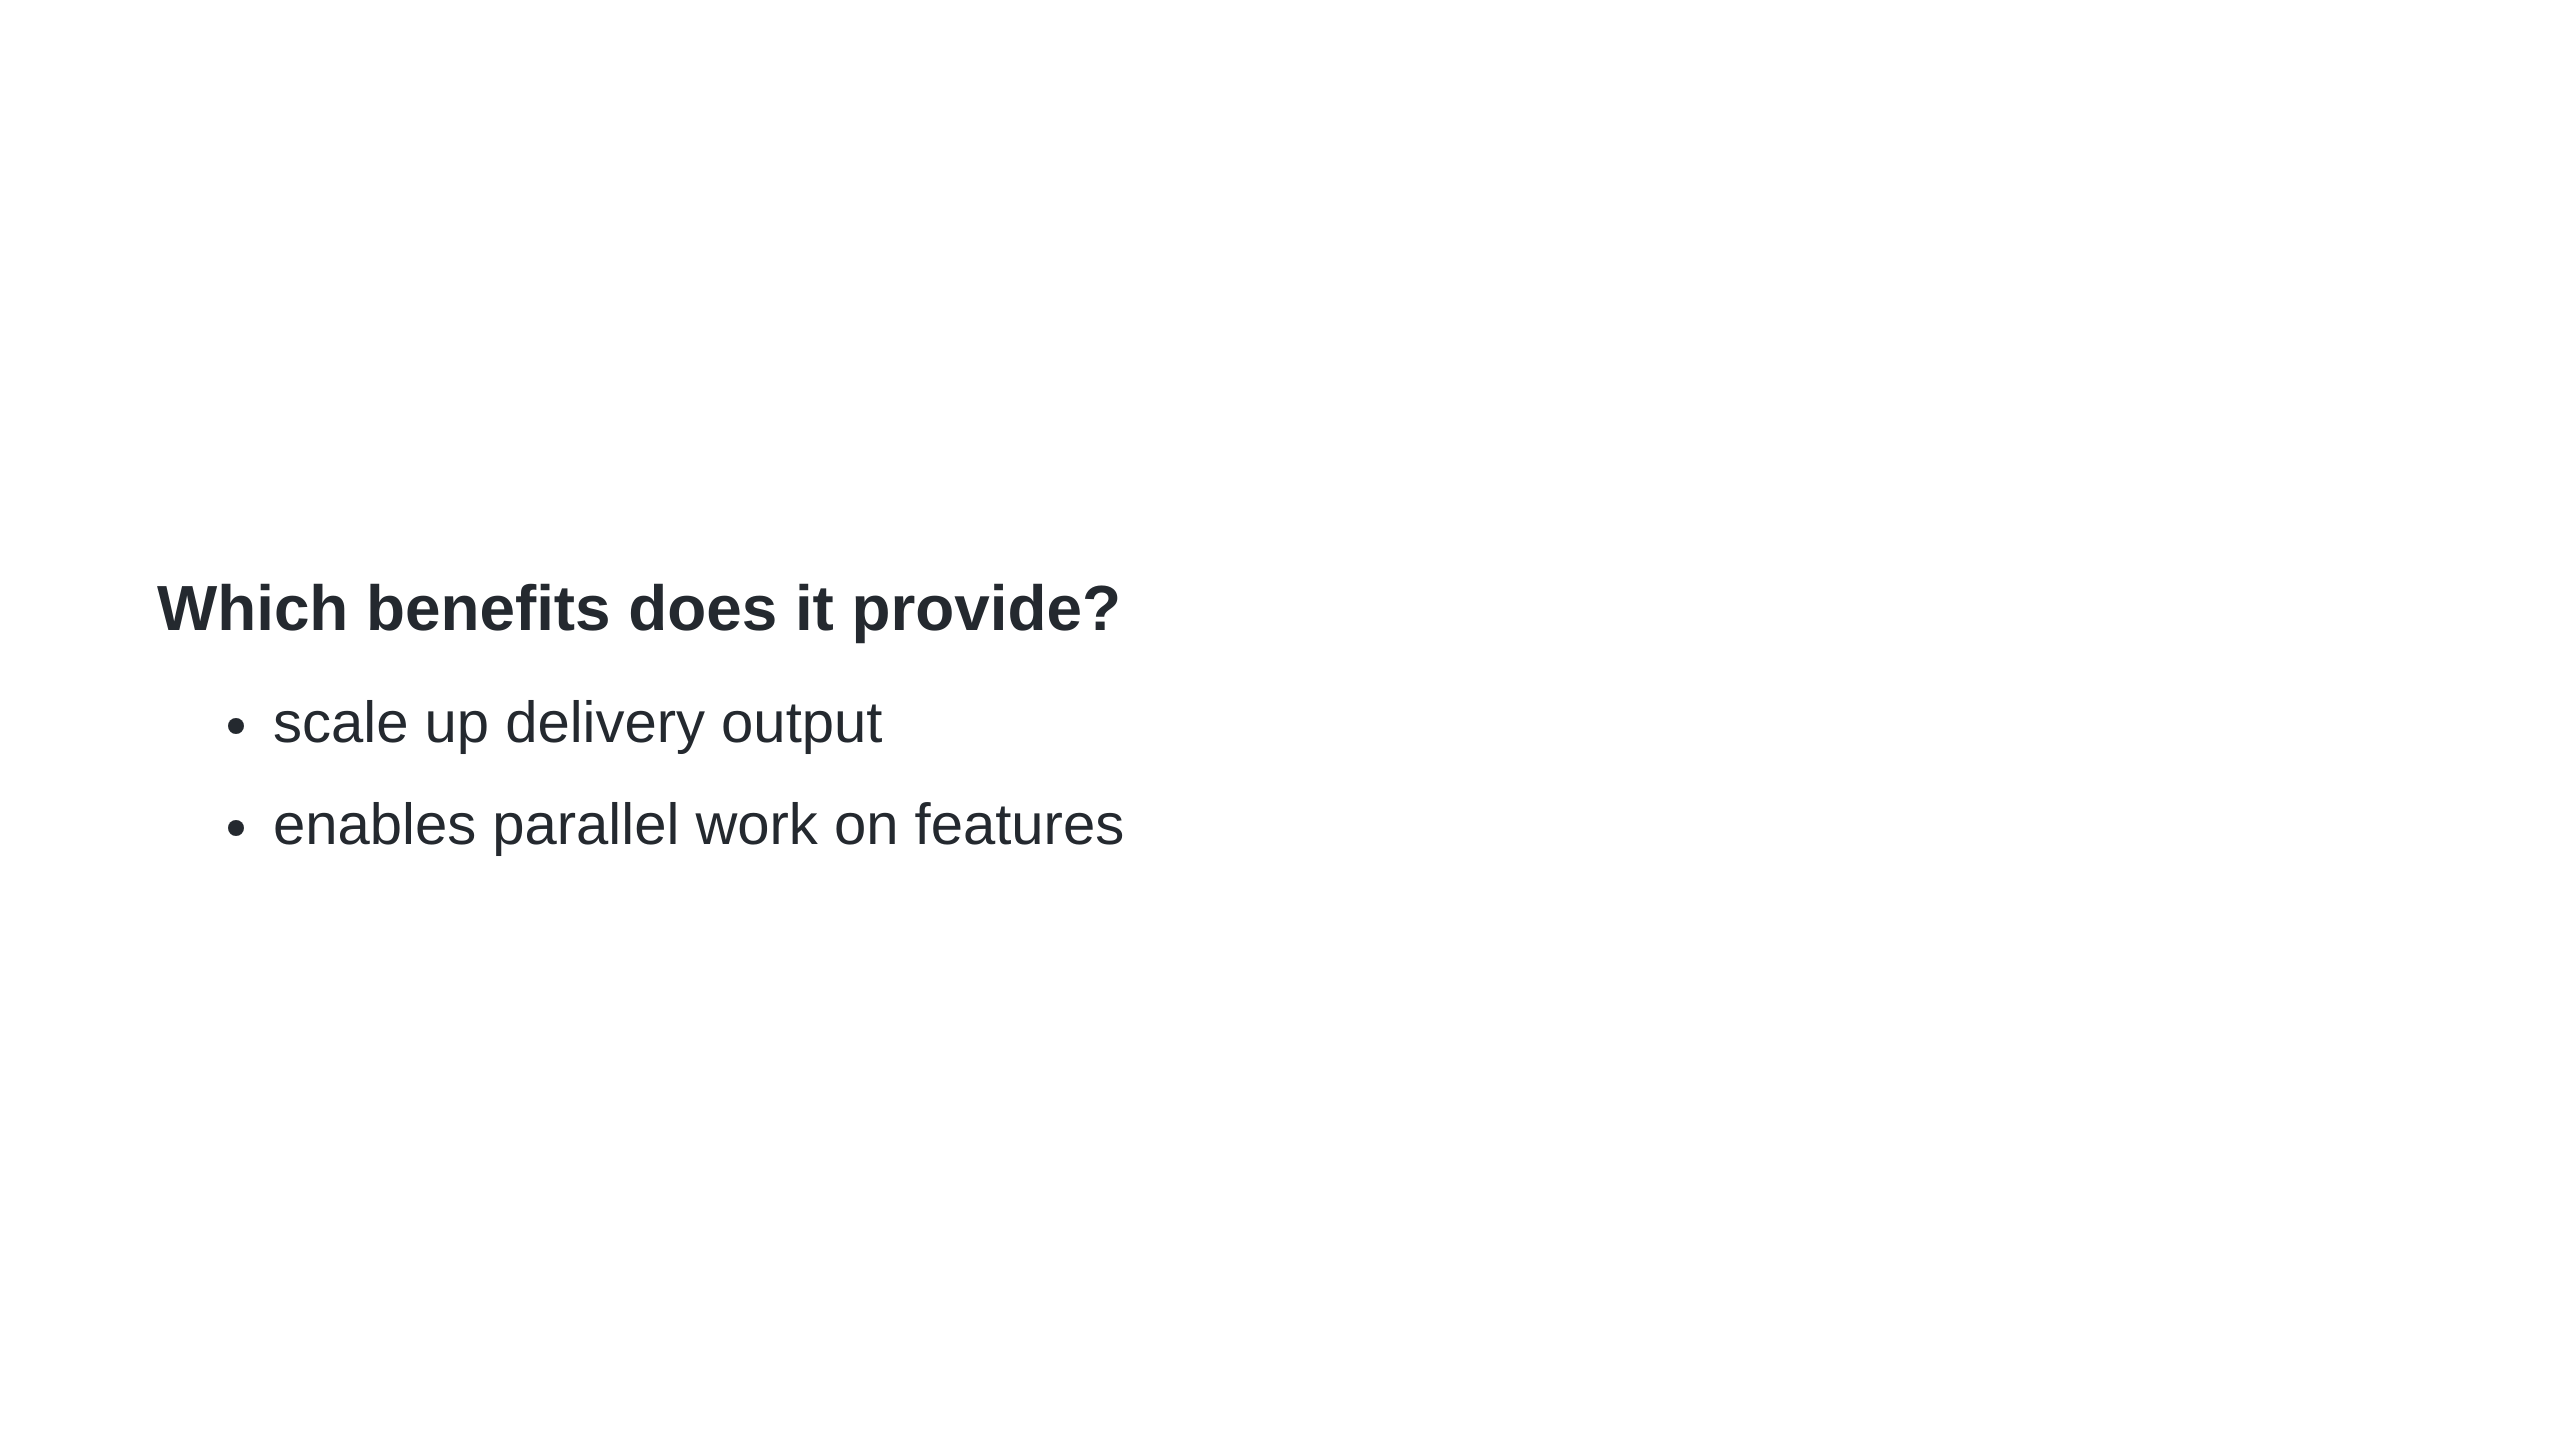 Which benefits does it provide?
• scale up delivery output
• enables parallel work on features